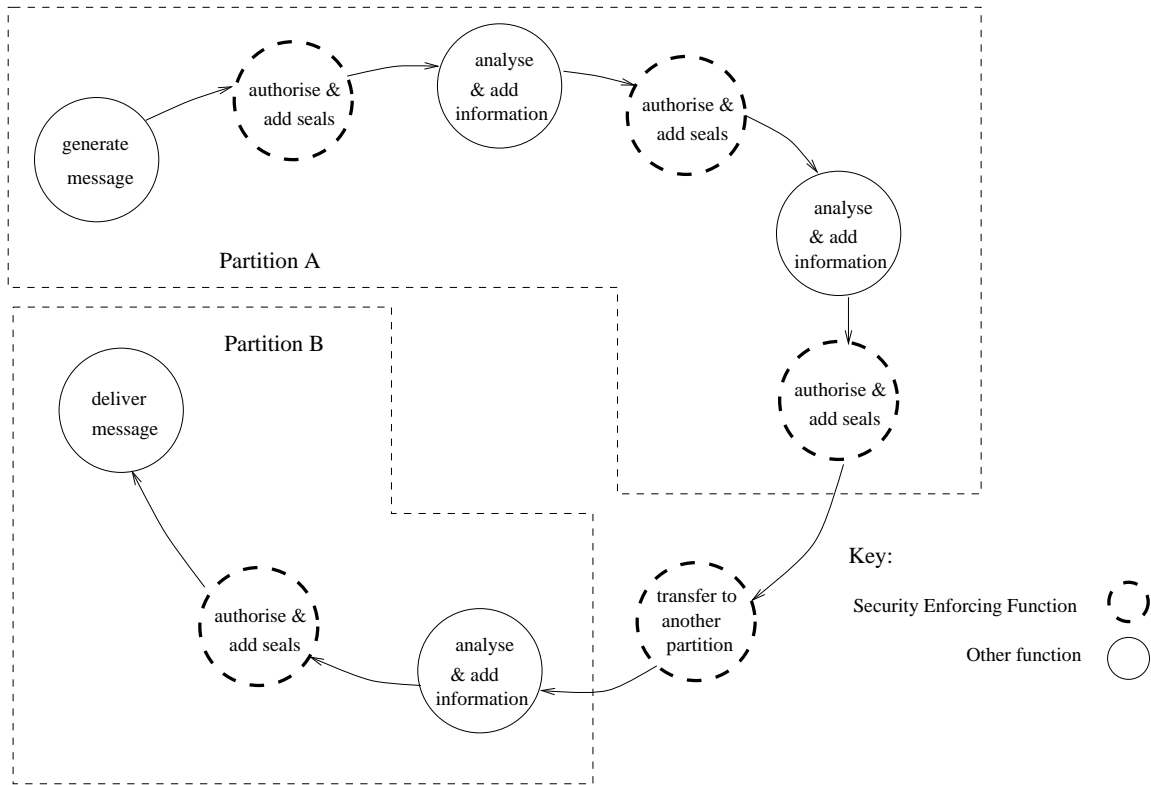 generate
message
authorise &
add seals
analyse
& add
information
authorise &
add seals
analyse
& add
information
Partition A
authorise &
add seals
Partition B
deliver
message
transfer to
another
partition
analyse
& add
information
authorise &
add seals
Key:
Security Enforcing Function
Other function